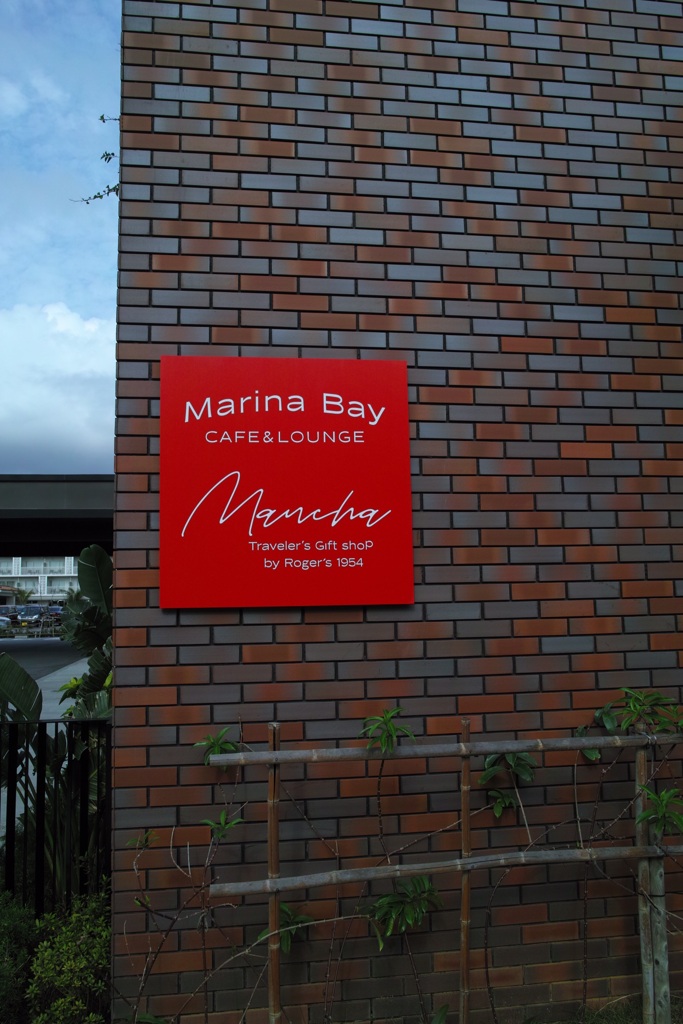 Marina Bay
CAFE&LOUNGE
Mancha
Traveler's Gift shop
by Roger's 1954